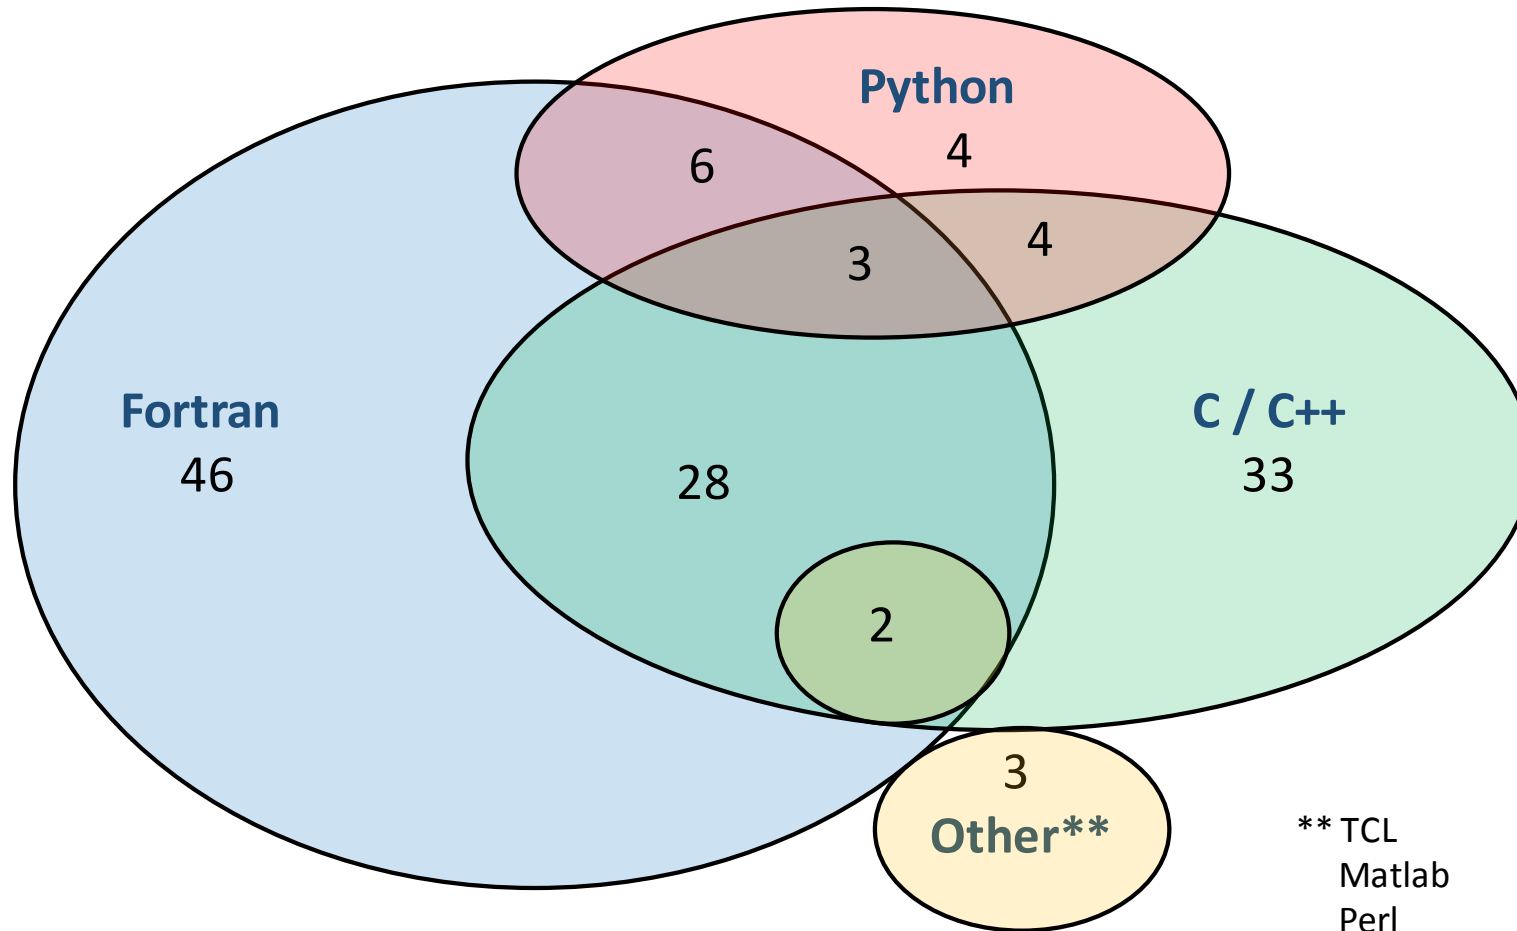 Python
4
6
4
3
Fortran
46
C / C++
33
28
2
3
Other**
** TCL
Matlab
Perl